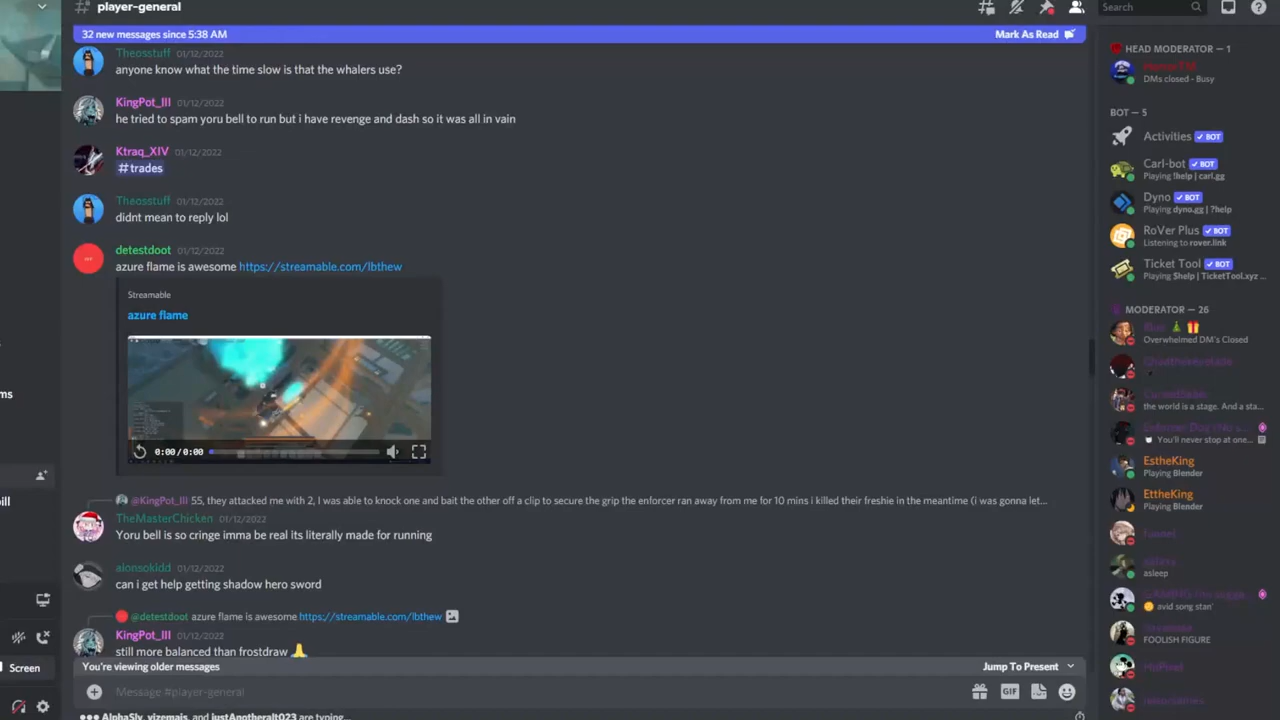 player-general
Search
32 new messages since 5:38 AM
Mark As Read
Theosstuff 01/12/2022
anyone know what the time slow is that the whalers use?
KingPot_III 01/12/2022
he tried to spam yoru bell to run but i have revenge and dash so it was all in vain
Ktraq_XIV 01/12/2022
#trades
Theosstuff 01/12/2022
didnt mean to reply lol
detestdoot 01/12/2022
azure flame is awesome https://streamable.com/lbthew
Streamable
azure flame
0:00/0:00
@KingPot_III 55, they attacked me with 2, I was able to knock one and bait the other off a clip to secure the grip the enforcer ran away from me for 10 mins i killed their freshie in the meantime (i was gonna let...
TheMasterChicken 01/12/2022
Yoru bell is so cringe imma be real its literally made for running
alonsokidd 01/12/2022
can i get help getting shadow hero sword
@detestdoot azure flame is awesome https://streamable.com/lbthew
KingPot_III 01/12/2022
still more balanced than frostdraw 🙏
You're viewing older messages
Jump To Present
Message #player-general
GIF
AlphaSly, vizemais, and justAnotheralt023 are typing...
ms
ill
Screen
HEAD MODERATOR — 1
DMs closed - Busy
BOT — 5
Activities ✓ BOT
Carl-bot ✓ BOT
Playing !help | carl.gg
Dyno ✓ BOT
Playing dyno.gg | ?help
RoVer Plus ✓ BOT
Listening to rover.link
Ticket Tool ✓ BOT
Playing $help | TicketTool.xyz ...
MODERATOR — 26
Overwhelmed DM's Closed
the world is a stage. And a sta...
You'll never stop at one...
EstheKing
Playing Blender
EttheKing
Playing Blender
asleep
avid song stan'
FOOLISH FIGURE